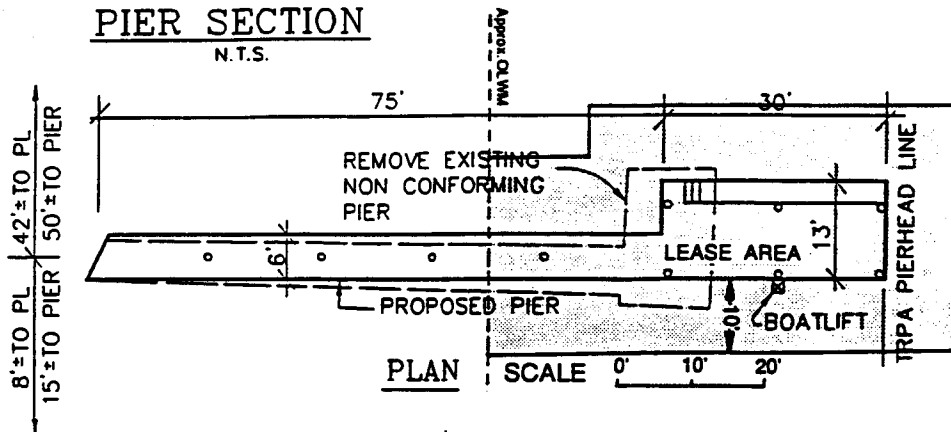 PIER SECTION
N.T.S.
Approx. OLWM
75'
30'
42'± TO PL
50'± TO PIER
REMOVE EXISTING
NON CONFORMING
PIER
6'
LEASE AREA
13'
TRPA PIERHEAD LINE
8'± TO PL
15'± TO PIER
PROPOSED PIER
10'
BOATLIFT
PLAN
SCALE
0' 10' 20'